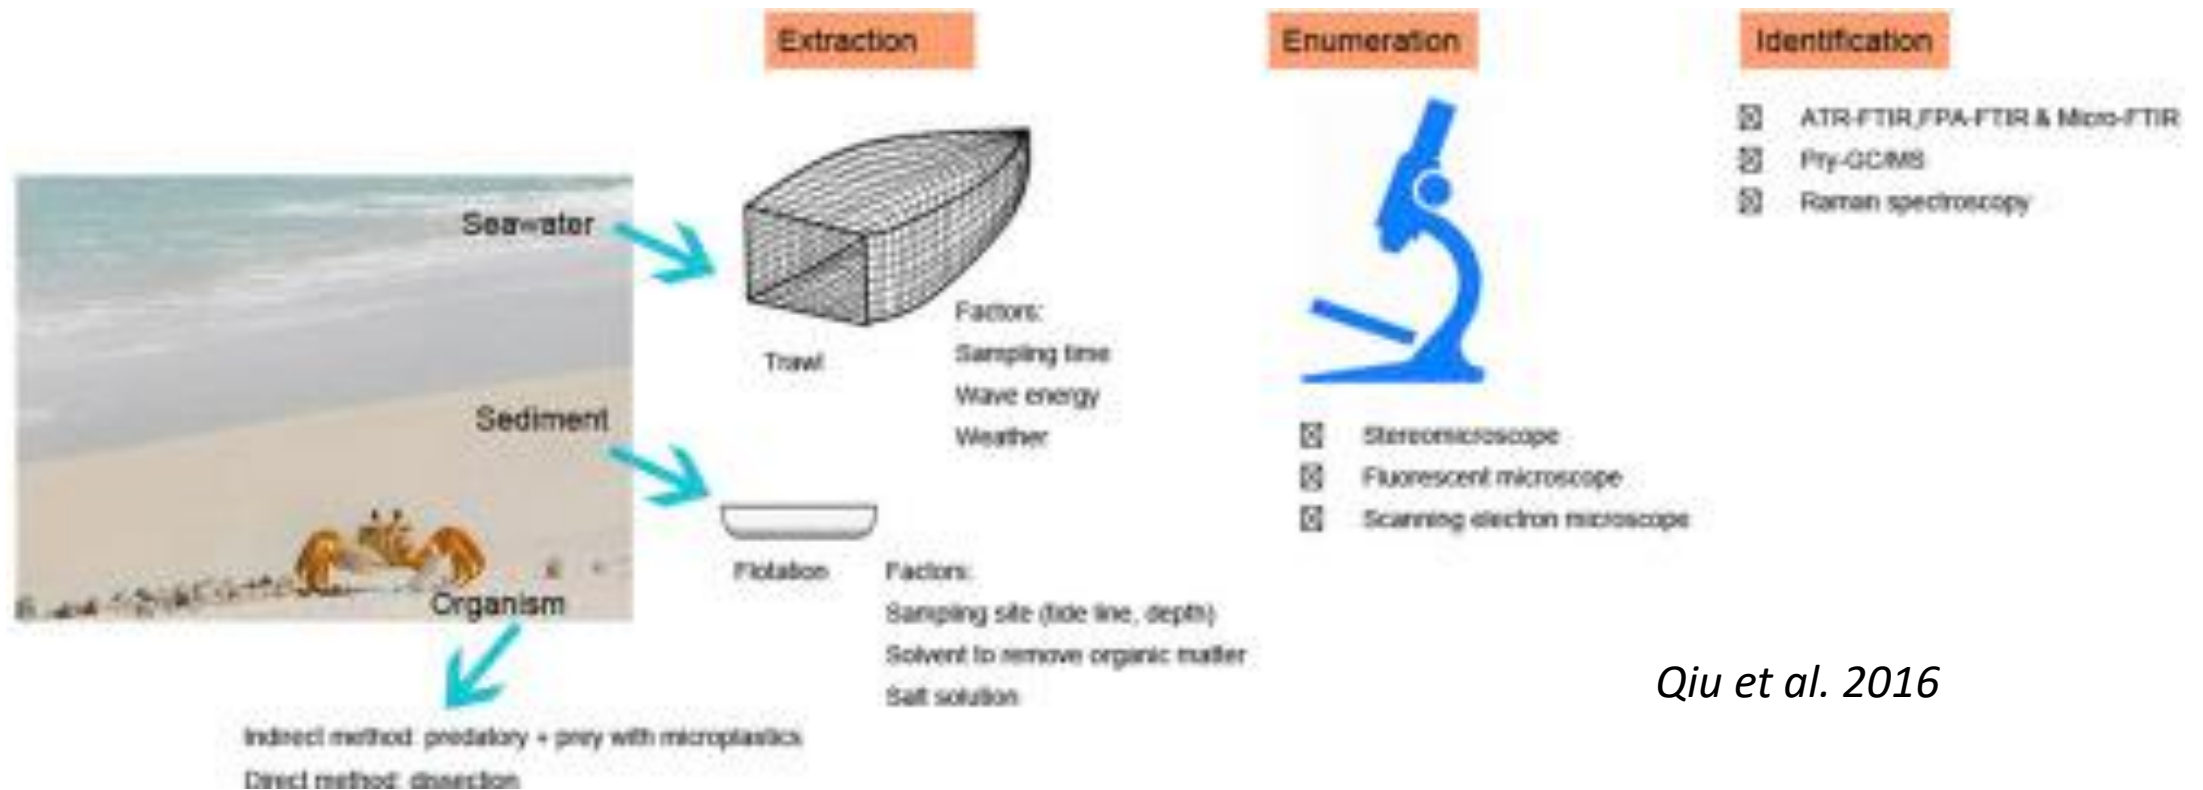 Extraction
Enumeration
Identification
Seawater
Sediment
Organism
Trawl
Factors:
Sampling time
Wave energy
Weather
Flotation
Factors:
Sampling site (tide line, depth)
Solvent to remove organic matter
Salt solution
Indirect method: predatory + prey with microplastics
Direct method: dissection
Stereomicroscope
Fluorescent microscope
Scanning electron microscope
ATR-FTIR,FPA-FTIR & Micro-FTIR
Pry-GC/MS
Raman spectroscopy
Qiu et al. 2016